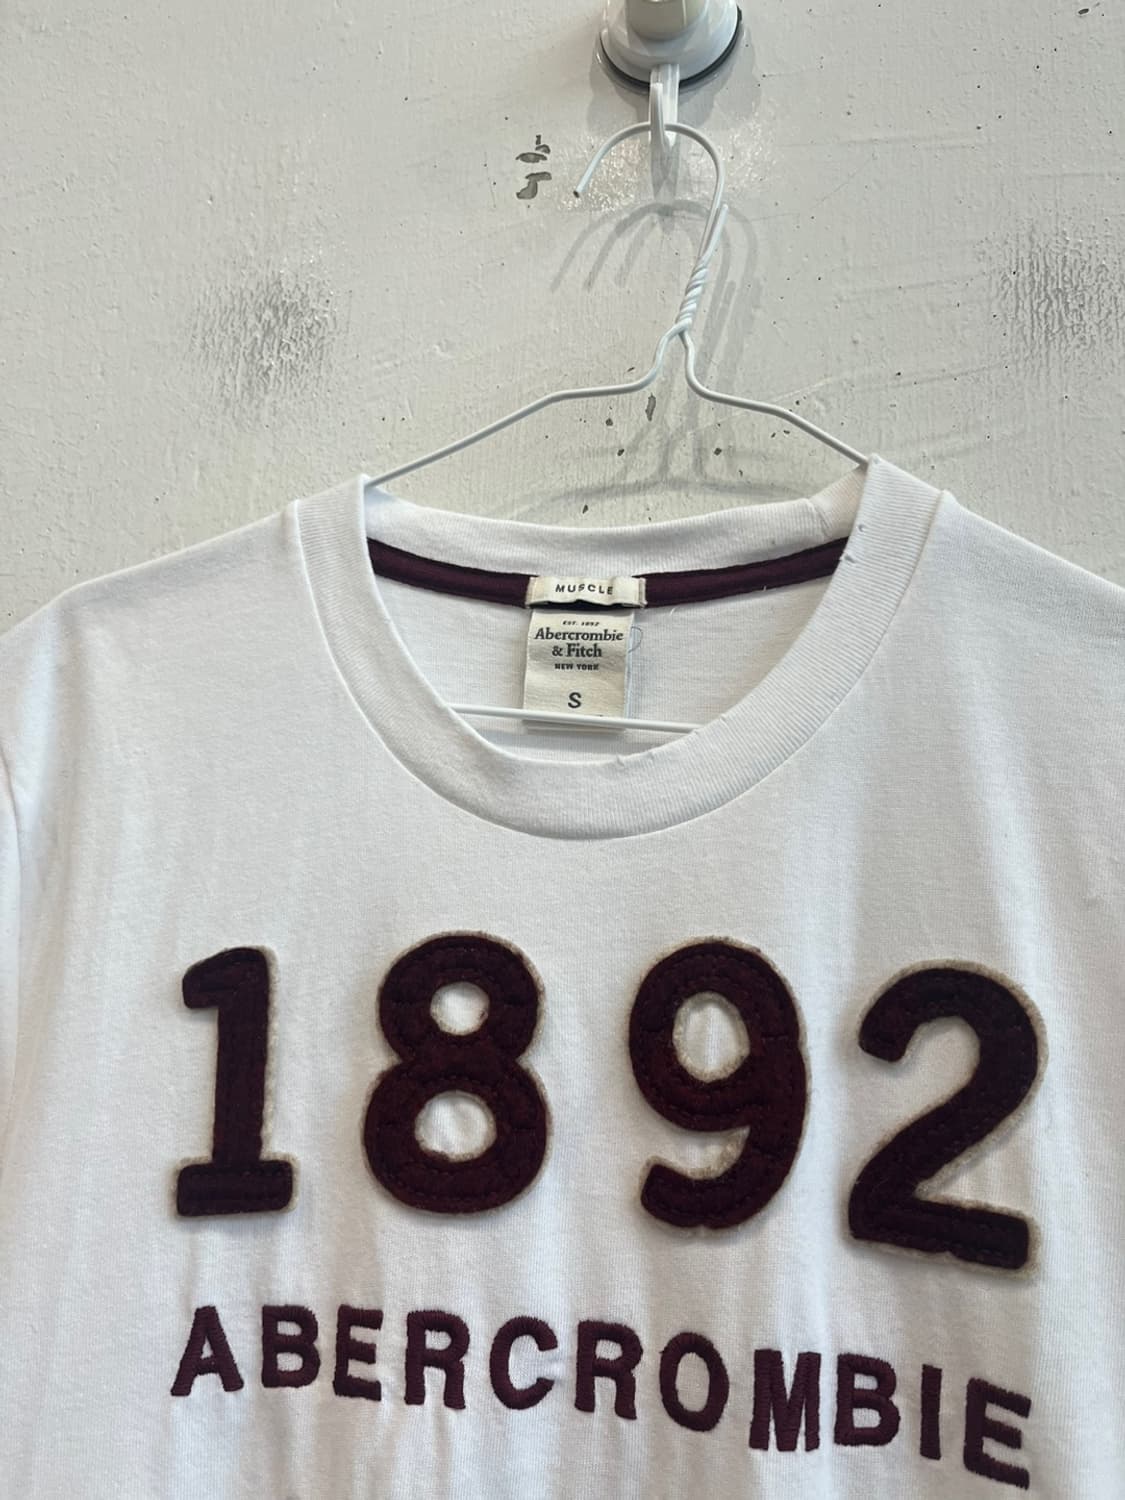 MUSCLE
EST. 1892
Abercrombie
& Fitch
NEW YORK
S
1892
ABERCROMBIE